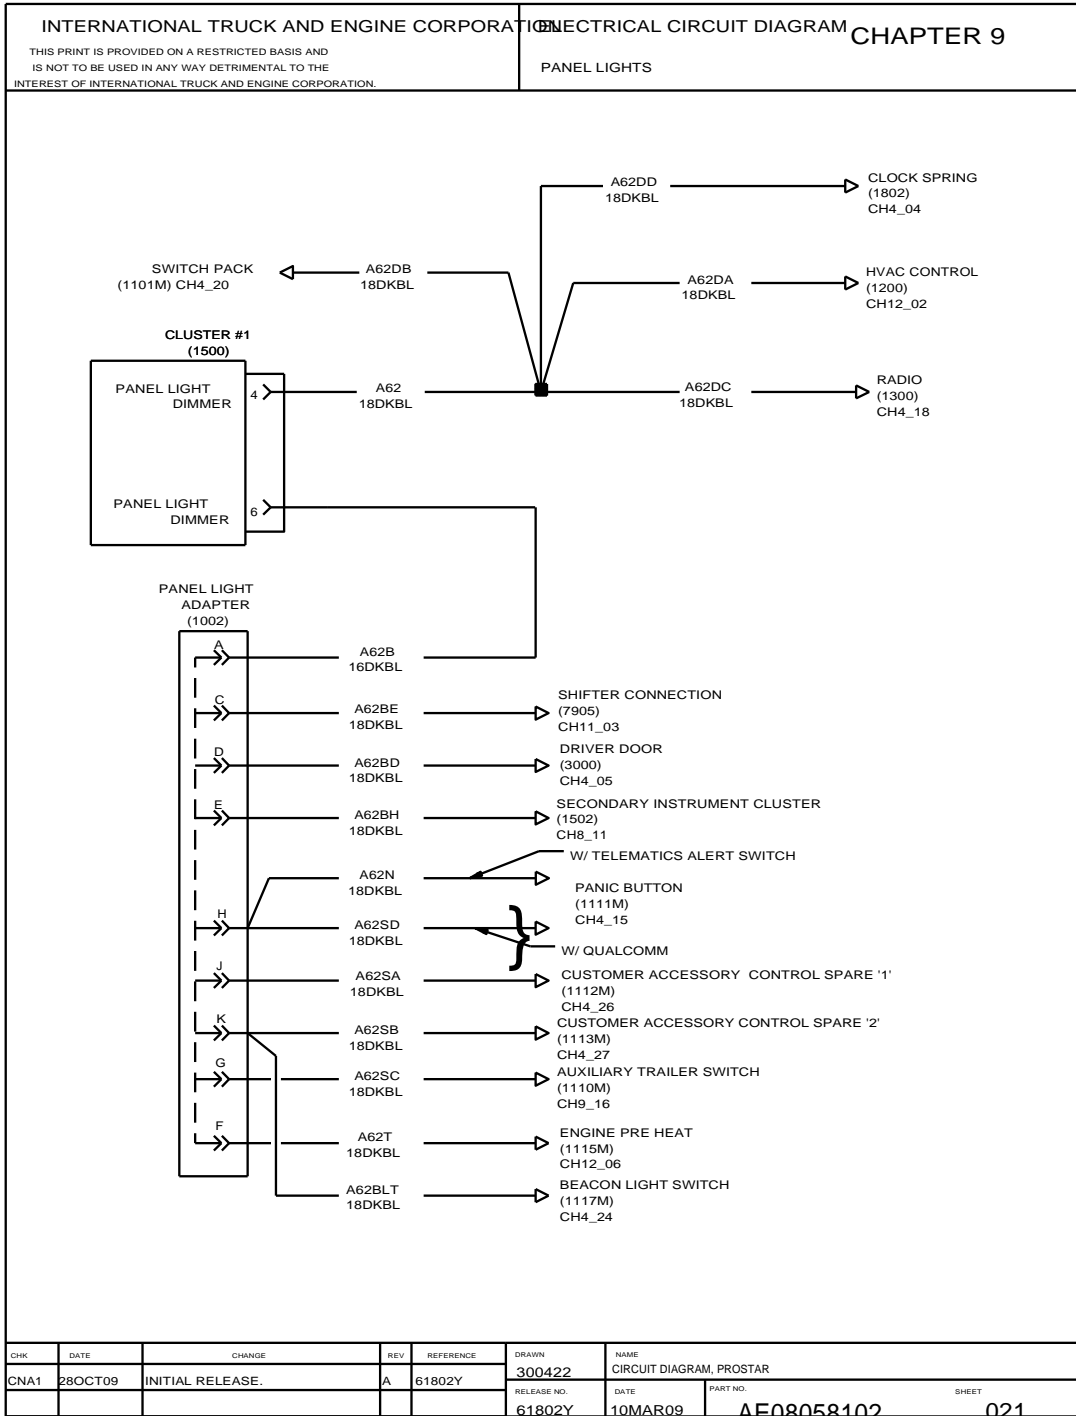 INTERNATIONAL TRUCK AND ENGINE CORPORATION
THIS PRINT IS PROVIDED ON A RESTRICTED BASIS AND
IS NOT TO BE USED IN ANY WAY DETRIMENTAL TO THE
INTEREST OF INTERNATIONAL TRUCK AND ENGINE CORPORATION.
ELECTRICAL CIRCUIT DIAGRAM
CHAPTER 9
PANEL LIGHTS
A62DD
18DKBL
CLOCK SPRING
(1802)
CH4_04
SWITCH PACK
(1101M) CH4_20
A62DB
18DKBL
A62DA
18DKBL
HVAC CONTROL
(1200)
CH12_02
CLUSTER #1
(1500)
PANEL LIGHT
DIMMER
4
A62
18DKBL
A62DC
18DKBL
RADIO
(1300)
CH4_18
PANEL LIGHT
DIMMER
6
PANEL LIGHT
ADAPTER
(1002)
A
A62B
16DKBL
C
A62BE
18DKBL
SHIFTER CONNECTION
(7905)
CH11_03
D
A62BD
18DKBL
DRIVER DOOR
(3000)
CH4_05
E
A62BH
18DKBL
SECONDARY INSTRUMENT CLUSTER
(1502)
CH8_11
W/ TELEMATICS ALERT SWITCH
A62N
18DKBL
PANIC BUTTON
(1111M)
CH4_15
H
A62SD
18DKBL
W/ QUALCOMM
J
A62SA
18DKBL
CUSTOMER ACCESSORY CONTROL SPARE '1'
(1112M)
CH4_26
K
A62SB
18DKBL
CUSTOMER ACCESSORY CONTROL SPARE '2'
(1113M)
CH4_27
G
A62SC
18DKBL
AUXILIARY TRAILER SWITCH
(1110M)
CH9_16
F
A62T
18DKBL
ENGINE PRE HEAT
(1115M)
CH12_06
A62BLT
18DKBL
BEACON LIGHT SWITCH
(1117M)
CH4_24
CHK DATE CHANGE REV REFERENCE
CNA1 28OCT09 INITIAL RELEASE. A 61802Y
DRAWN
300422
NAME
CIRCUIT DIAGRAM, PROSTAR
RELEASE NO.
61802Y
DATE
10MAR09
PART NO.
AE08058102
SHEET
021